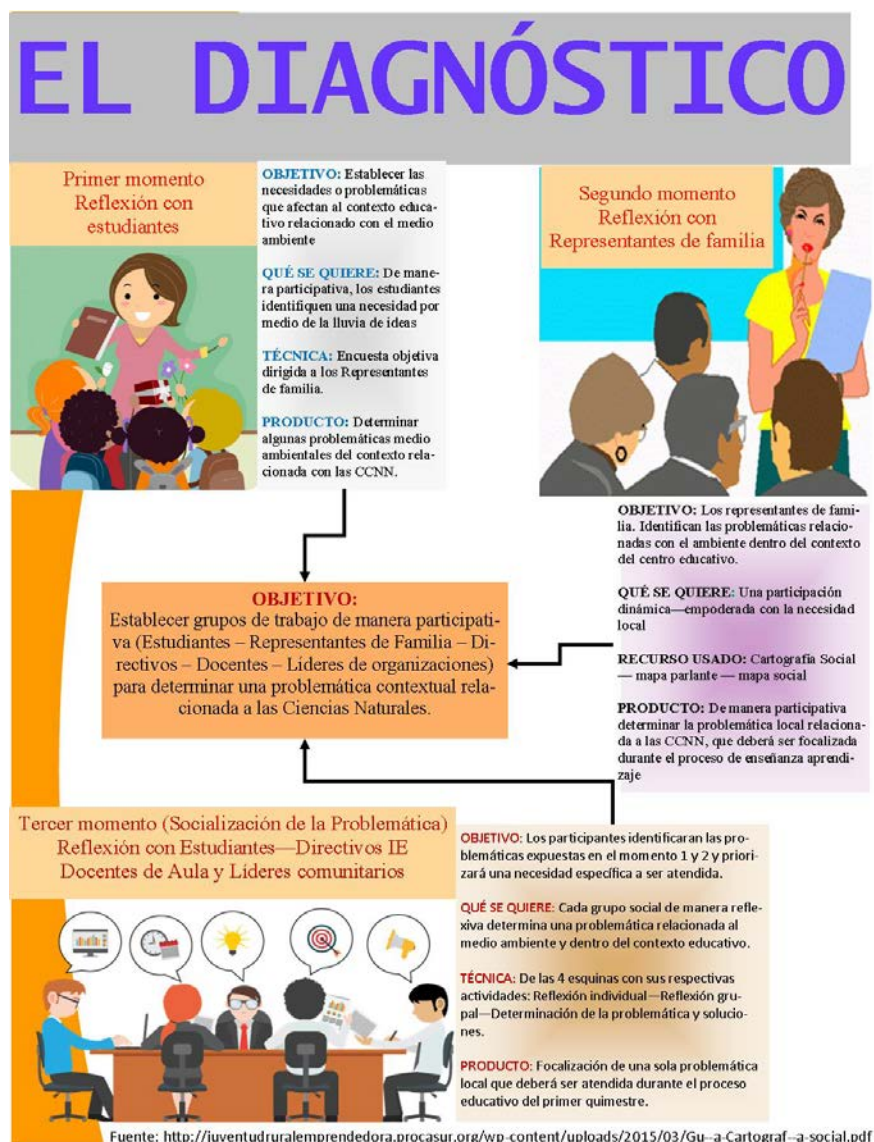 EL DIAGNÓSTICO
Primer momento
Reflexión con
estudiantes
OBJETIVO: Establecer las
necesidades o problemáticas
que afectan al contexto educa-
tivo relacionado con el medio
ambiente
QUÉ SE QUIERE: De mane-
ra participativa, los estudiantes
identifiquen una necesidad por
medio de la lluvia de ideas
TÉCNICA: Encuesta objetiva
dirigida a los Representantes
de familia.
PRODUCTO: Determinar
algunas problemáticas medio
ambientales del contexto rela-
cionada con las CCNN.
Segundo momento
Reflexión con
Representantes de familia
OBJETIVO: Los representantes de fami-
lia. Identifican las problemáticas relacio-
nadas con el ambiente dentro del contexto
del centro educativo.
QUÉ SE QUIERE: Una participación
dinámica—empoderada con la necesidad
local
RECURSO USADO: Cartografía Social
— mapa parlante — mapa social
PRODUCTO: De manera participativa
determinar la problemática local relaciona-
da a las CCNN, que deberá ser focalizada
durante el proceso de enseñanza aprendi-
zaje
OBJETIVO:
Establecer grupos de trabajo de manera participati-
va (Estudiantes – Representantes de Familia – Di-
rectivos – Docentes – Líderes de organizaciones)
para determinar una problemática contextual rela-
cionada a las Ciencias Naturales.
Tercer momento (Socialización de la Problemática)
Reflexión con Estudiantes—Directivos IE
Docentes de Aula y Líderes comunitarios
OBJETIVO: Los participantes identificaran las pro-
blemáticas expuestas en el momento 1 y 2 y priori-
zará una necesidad específica a ser atendida.
QUÉ SE QUIERE: Cada grupo social de manera refle-
xiva determina una problemática relacionada al
medio ambiente y dentro del contexto educativo.
TÉCNICA: De las 4 esquinas con sus respectivas
actividades: Reflexión individual—Reflexión gru-
pal—Determinación de la problemática y solucio-
nes.
PRODUCTO: Focalización de una sola problemática
local que deberá ser atendida durante el proceso
educativo del primer quimestre.
Fuente: http://juventudruralemprendedora.procasur.org/wp-content/uploads/2015/03/Gu--a-Cartograf--a-social.pdf